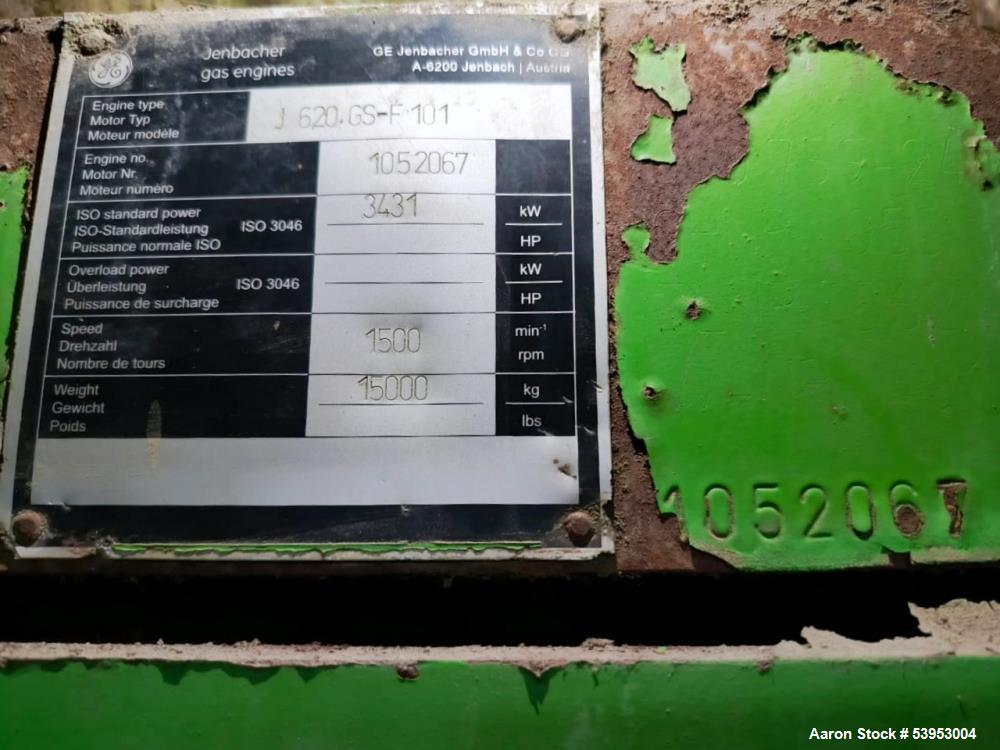 GE
Jenbacher
gas engines
GE Jenbacher GmbH & Co
A-6200 Jenbach | Austria
Engine type
Motor Typ
Moteur modèle
J 620.GS-F 101
Engine no.
Motor Nr.
Moteur numéro
1052067
ISO standard power
ISO-Standardleistung
Puissance normale ISO
ISO 3046
3431
kW
HP
Overload power
Überleistung
Puissance de surcharge
ISO 3046
kW
HP
Speed
Drehzahl
Nombre de tours
1500
min-1
rpm
Weight
Gewicht
Poids
15000
kg
lbs
1052067
Aaron Stock # 53953004